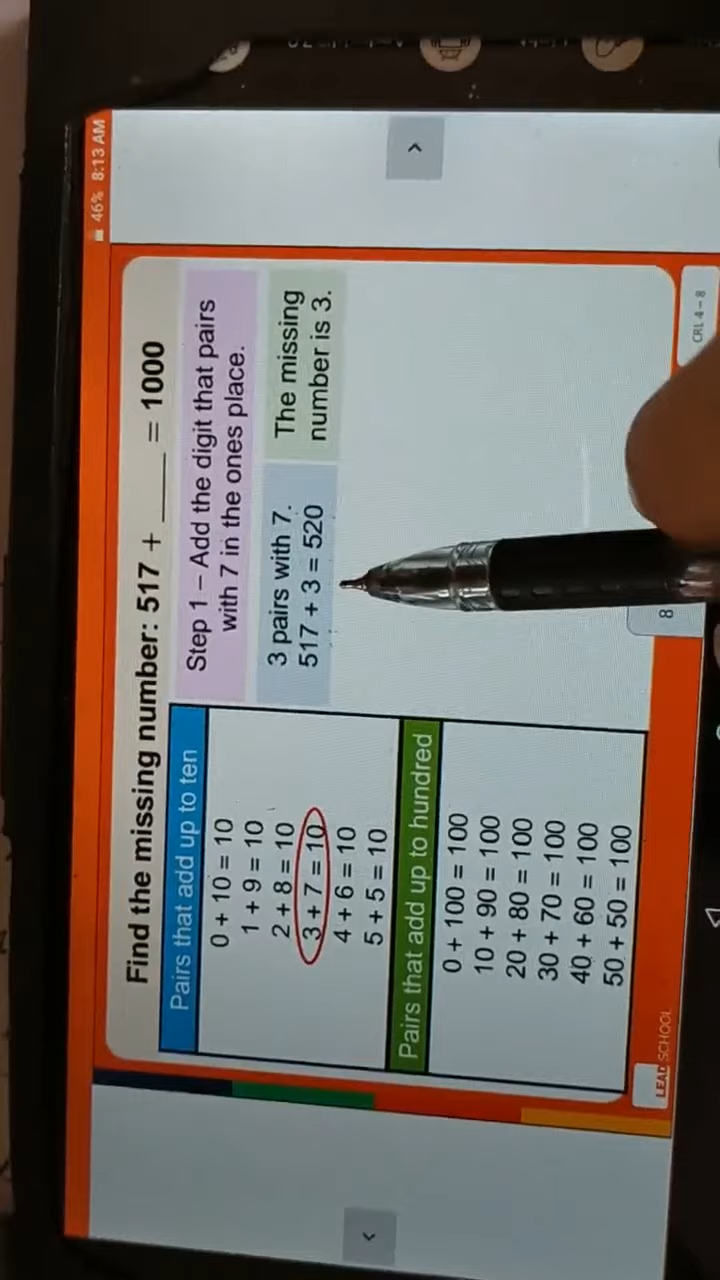 46% 8:13 AM
Find the missing number: 517 + ____ = 1000
Pairs that add up to ten
0 + 10 = 10
1 + 9 = 10
2 + 8 = 10
3 + 7 = 10
4 + 6 = 10
5 + 5 = 10
Pairs that add up to hundred
0 + 100 = 100
10 + 90 = 100
20 + 80 = 100
30 + 70 = 100
40 + 60 = 100
50 + 50 = 100
Step 1 – Add the digit that pairs
with 7 in the ones place.
3 pairs with 7.
517 + 3 = 520
The missing
number is 3.
LEAD SCHOOL
8
CRL 4 – 8